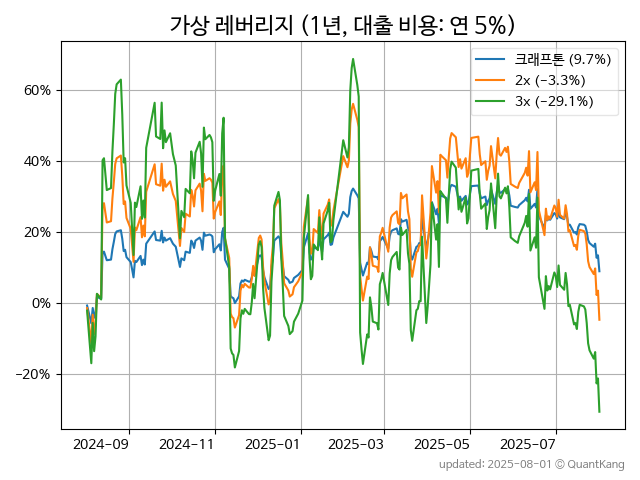 가상 레버리지 (1년, 대출 비용: 연 5%)
크래프톤 (9.7%)
2x (−3.3%)
3x (−29.1%)
60%
40%
20%
0%
−20%
2024−09
2024−11
2025−01
2025−03
2025−05
2025−07
updated: 2025-08-01 © QuantKang